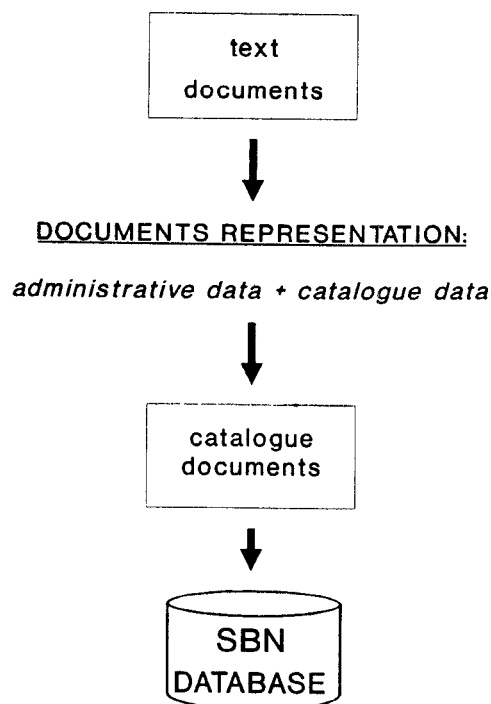 text
documents
DOCUMENTS REPRESENTATION:
administrative data + catalogue data
catalogue
documents
SBN
DATABASE